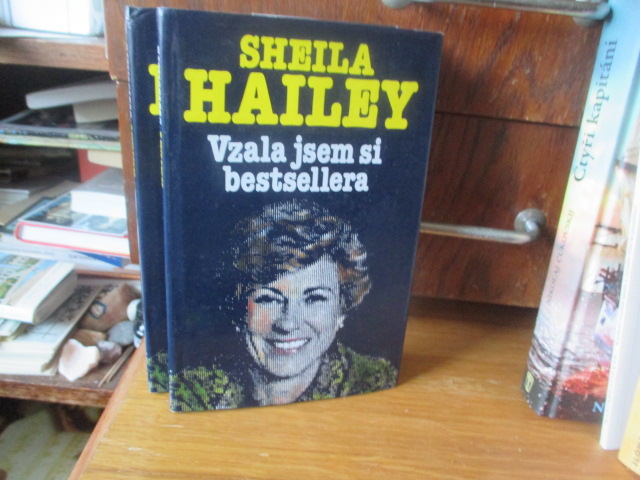 SHEILA
HAILEY
Vzala jsem si
bestsellera
Čtyři kapitáni